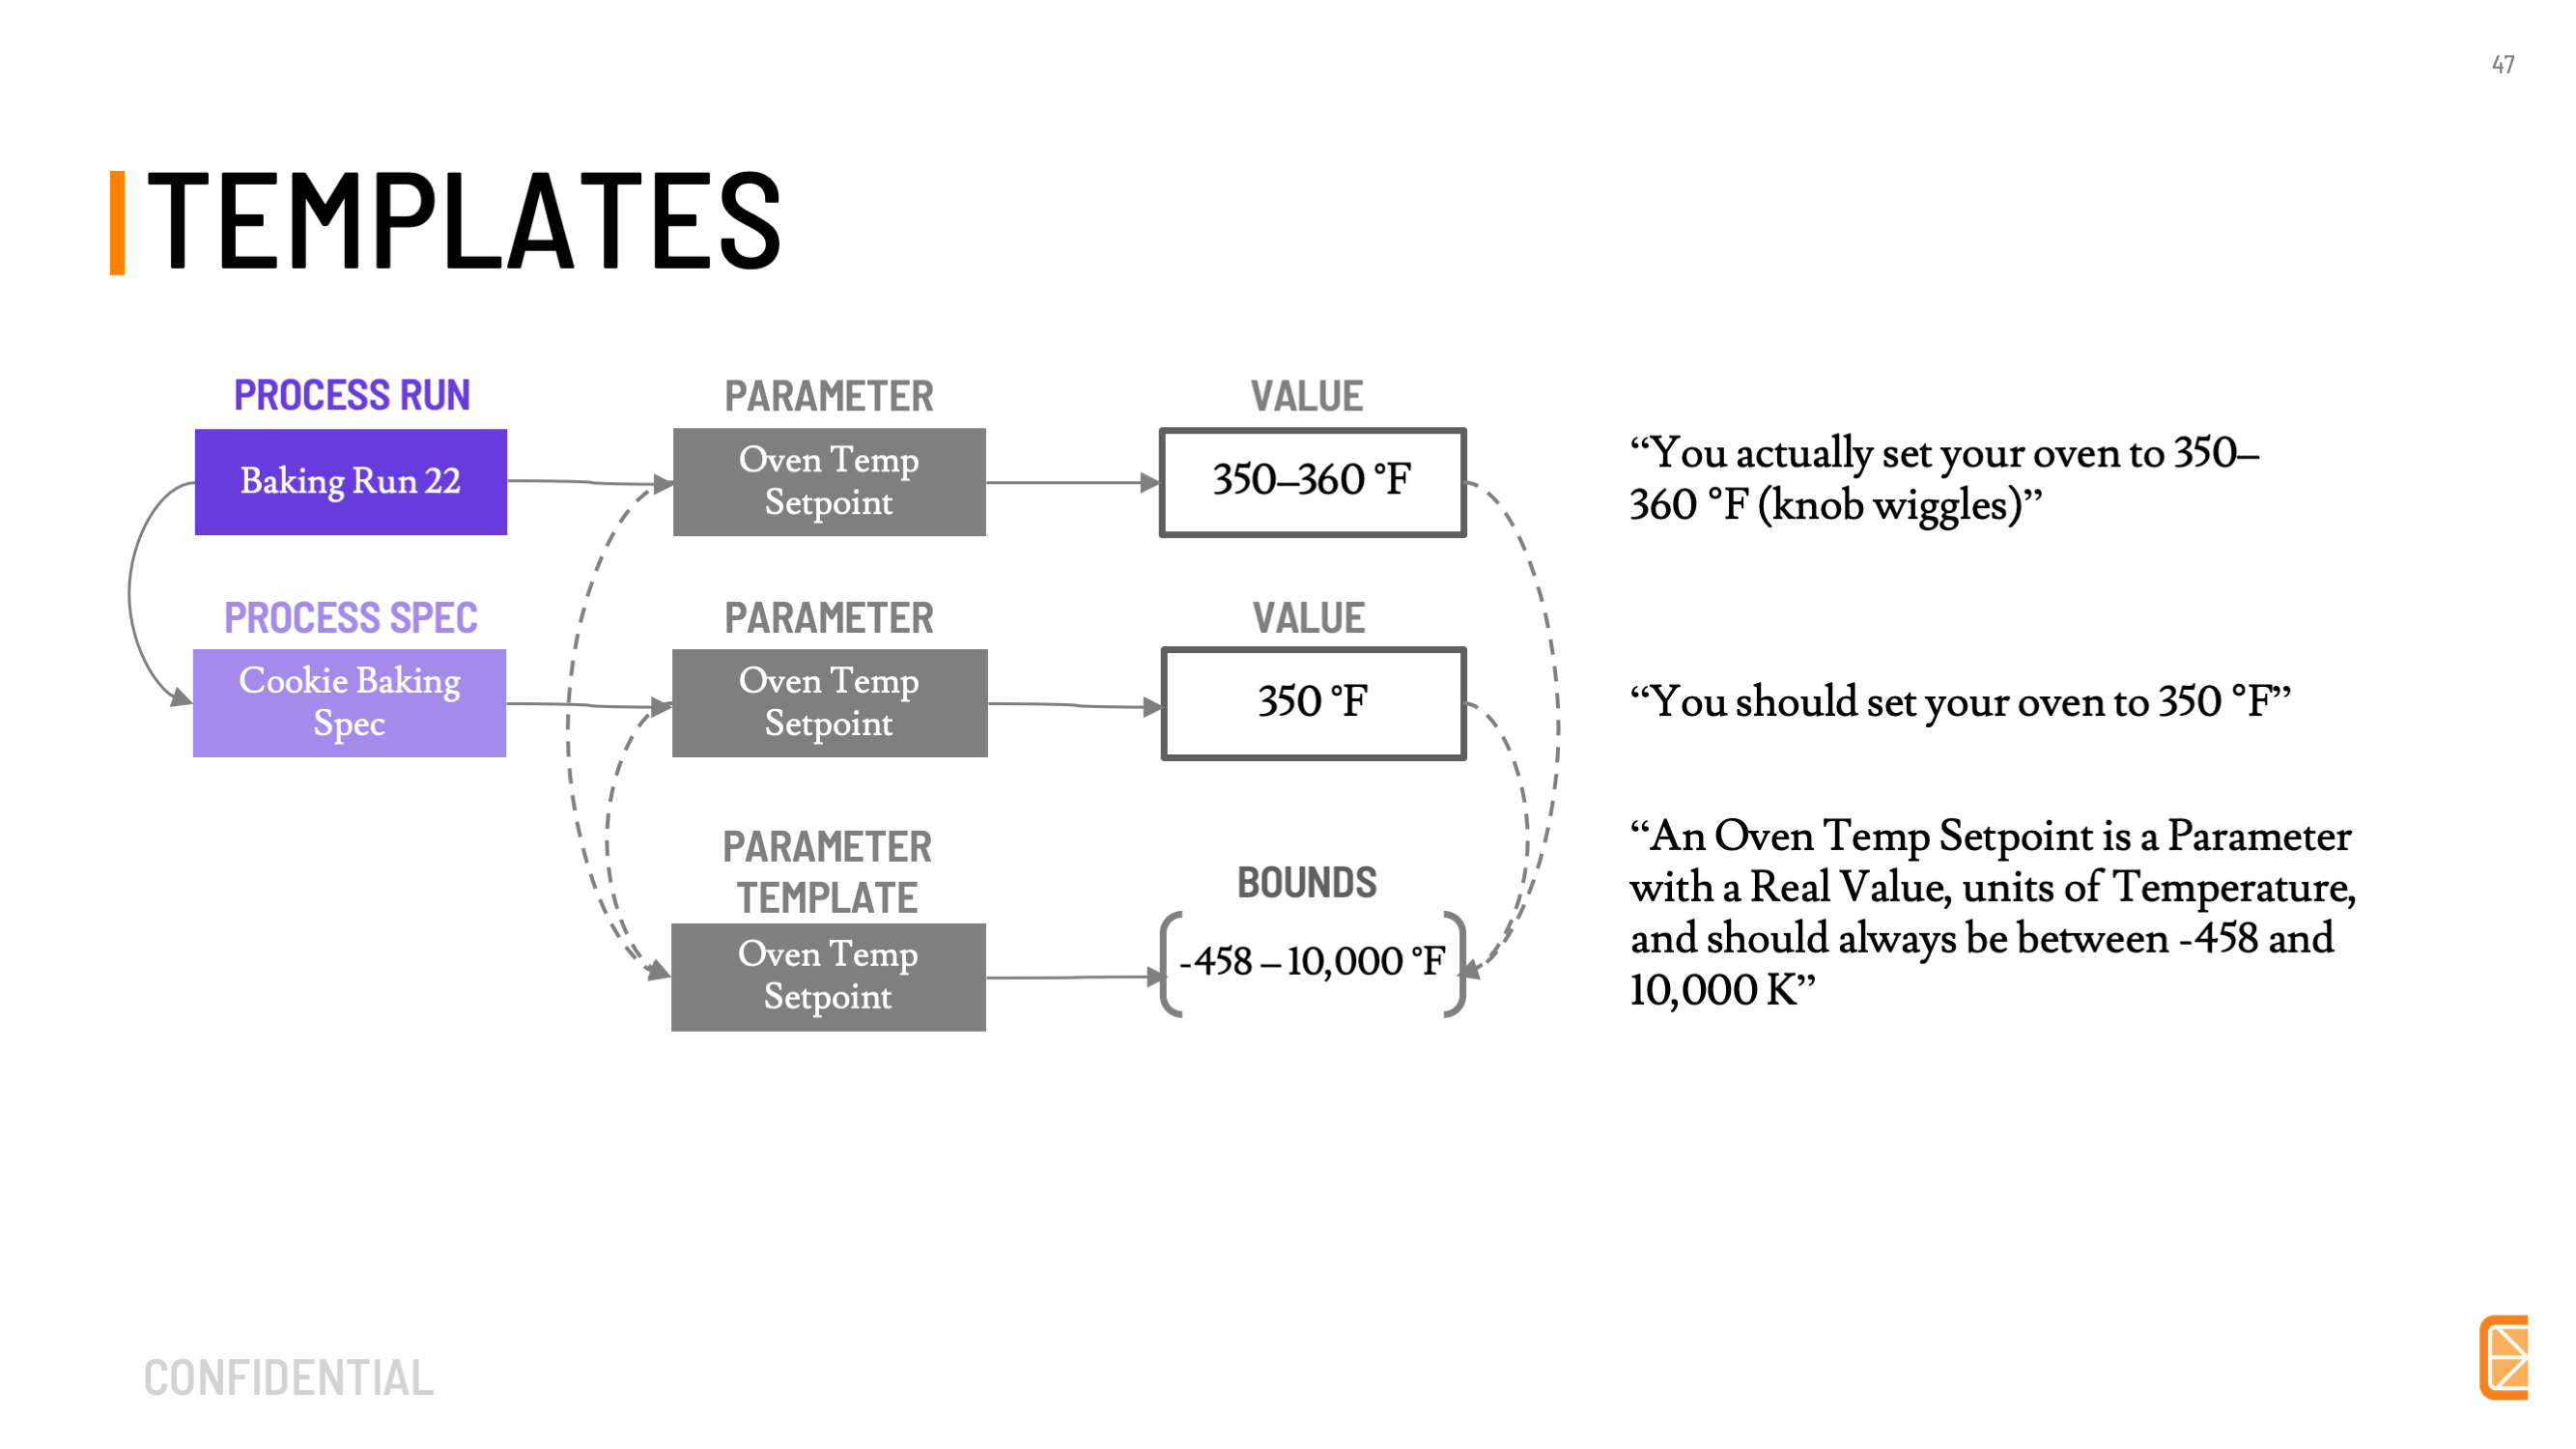 47
TEMPLATES
PROCESS RUN
Baking Run 22
PARAMETER
Oven Temp
Setpoint
VALUE
350–360 °F
“You actually set your oven to 350–
360 °F (knob wiggles)”
PROCESS SPEC
Cookie Baking
Spec
PARAMETER
Oven Temp
Setpoint
VALUE
350 °F
“You should set your oven to 350 °F”
PARAMETER
TEMPLATE
Oven Temp
Setpoint
BOUNDS
-458 – 10,000 °F
“An Oven Temp Setpoint is a Parameter
with a Real Value, units of Temperature,
and should always be between -458 and
10,000 K”
CONFIDENTIAL